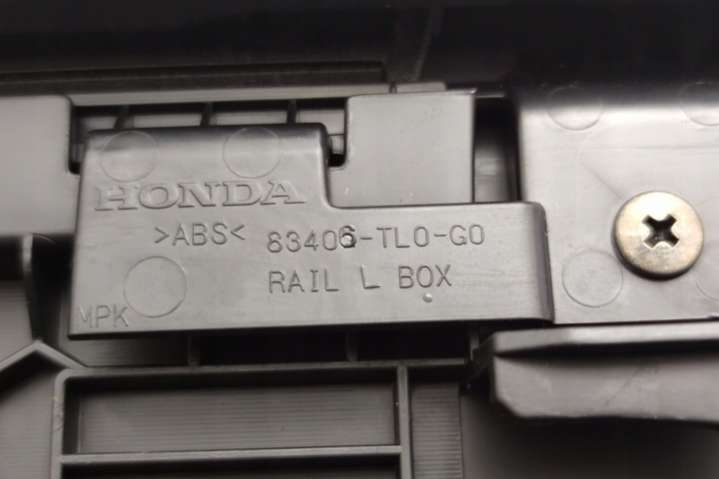 HONDA
>ABS< 83406-TL0-G0
RAIL L BOX
MPK